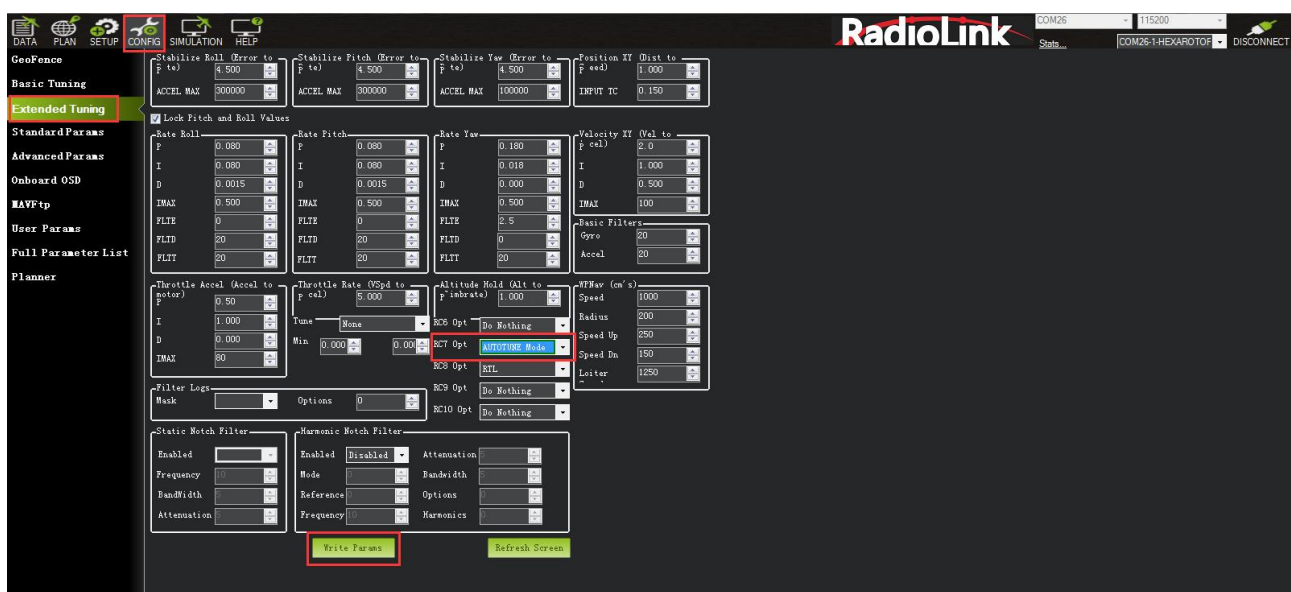 DATA PLAN SETUP CONFIG SIMULATION HELP
RadioLink
COM26 115200
Stats... COM26-1-HEXAROTOF DISCONNECT
GeoFence
Basic Tuning
Extended Tuning
Standard Params
Advanced Params
Onboard OSD
MAVFtp
User Params
Full Parameter List
Planner
Stabilize Roll (Error to
P te) 4.500
ACCEL MAX 300000
Stabilize Pitch (Error to
P te) 4.500
ACCEL MAX 300000
Stabilize Yaw (Error to
P te) 4.500
ACCEL MAX 100000
Position XY (Dist to
P eed) 1.000
INPUT TC 0.150
Lock Pitch and Roll Values
Rate Roll
P 0.080
I 0.080
D 0.0015
IMAX 0.500
FLTE 0
FLTD 20
FLTT 20
Rate Pitch
P 0.080
I 0.080
D 0.0015
IMAX 0.500
FLTE 0
FLTD 20
FLTT 20
Rate Yaw
P 0.180
I 0.018
D 0.000
IMAX 0.500
FLTE 2.5
FLTD 0
FLTT 20
Velocity XY (Vel to
P cel) 2.0
I 1.000
D 0.500
IMAX 100
Basic Filters
Gyro 20
Accel 20
Throttle Accel (Accel to
motor)
P 0.50
I 1.000
D 0.000
IMAX 80
Throttle Rate (VSpd to
P cel) 5.000
Tune None
Min 0.000 0.00
Altitude Hold (Alt to
P imbrate) 1.000
RC6 Opt Do Nothing
RC7 Opt AUTOTUNE Mode
RC8 Opt RTL
RC9 Opt Do Nothing
RC10 Opt Do Nothing
WPNav (cm's)
Speed 1000
Radius 200
Speed Up 250
Speed Dn 150
Loiter 1250
Filter Logs
Mask Options 0
Static Notch Filter
Enabled
Frequency 10
BandWidth 5
Attenuation 5
Harmonic Notch Filter
Enabled Disabled Attenuation 5
Mode 0 Bandwidth 5
Reference 0 Options 0
Frequency 10 Harmonics 0
Write Params Refresh Screen